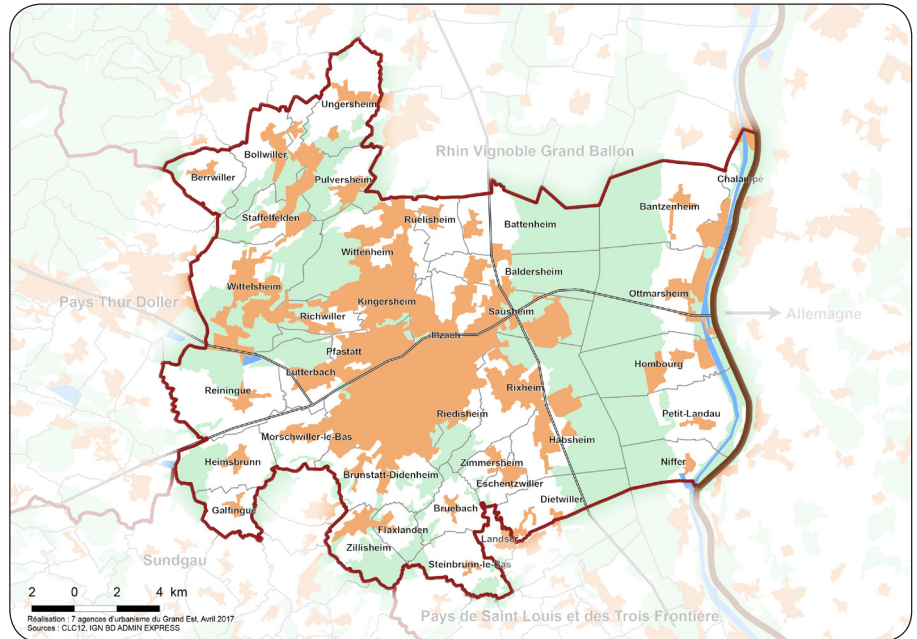 Ungersheim
Rhin Vignoble Grand Ballon
Bollwiller
Berrwiller
Pulversheim
Chalampé
Staffelfelden
Ruelisheim
Battenheim
Bantzenheim
Wittenheim
Baldersheim
Wittelsheim
Ottmarsheim
Pays Thur Doller
Kingersheim
Sausheim
Richwiller
Allemagne
Illzach
Pfastatt
Lutterbach
Hombourg
Reiningue
Rixheim
Riedisheim
Petit-Landau
Morschwiller-le-Bas
Habsheim
Heimsbrunn
Zimmersheim
Niffer
Brunstatt-Didenheim
Eschentzwiller
Dietwiller
Galfingue
Bruebach
Flaxlanden
Landser
Zillisheim
Sundgau
Steinbrunn-le-Bas
2 0 2 4 km
Pays de Saint Louis et des Trois Frontière
Réalisation : 7 agences d'urbanisme du Grand Est, Avril 2017
Sources : CLC12, IGN BD ADMIN EXPRESS